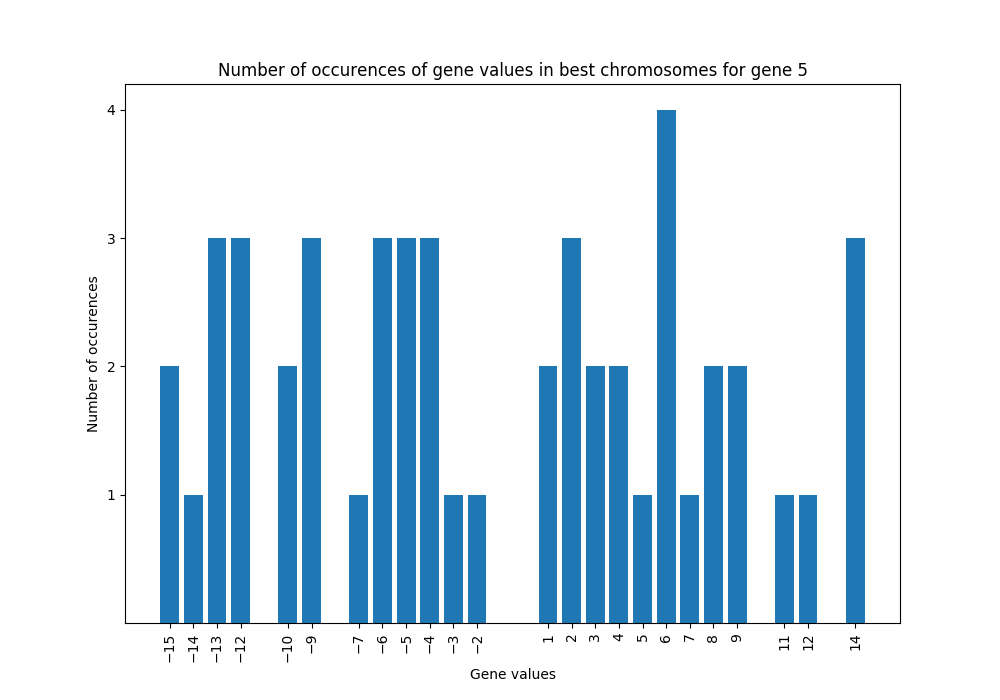 Number of occurences of gene values in best chromosomes for gene 5
4
3
2
1
Number of occurences
−15 −14 −13 −12 −10 −9 −7 −6 −5 −4 −3 −2 1 2 3 4 5 6 7 8 9 11 12 14
Gene values